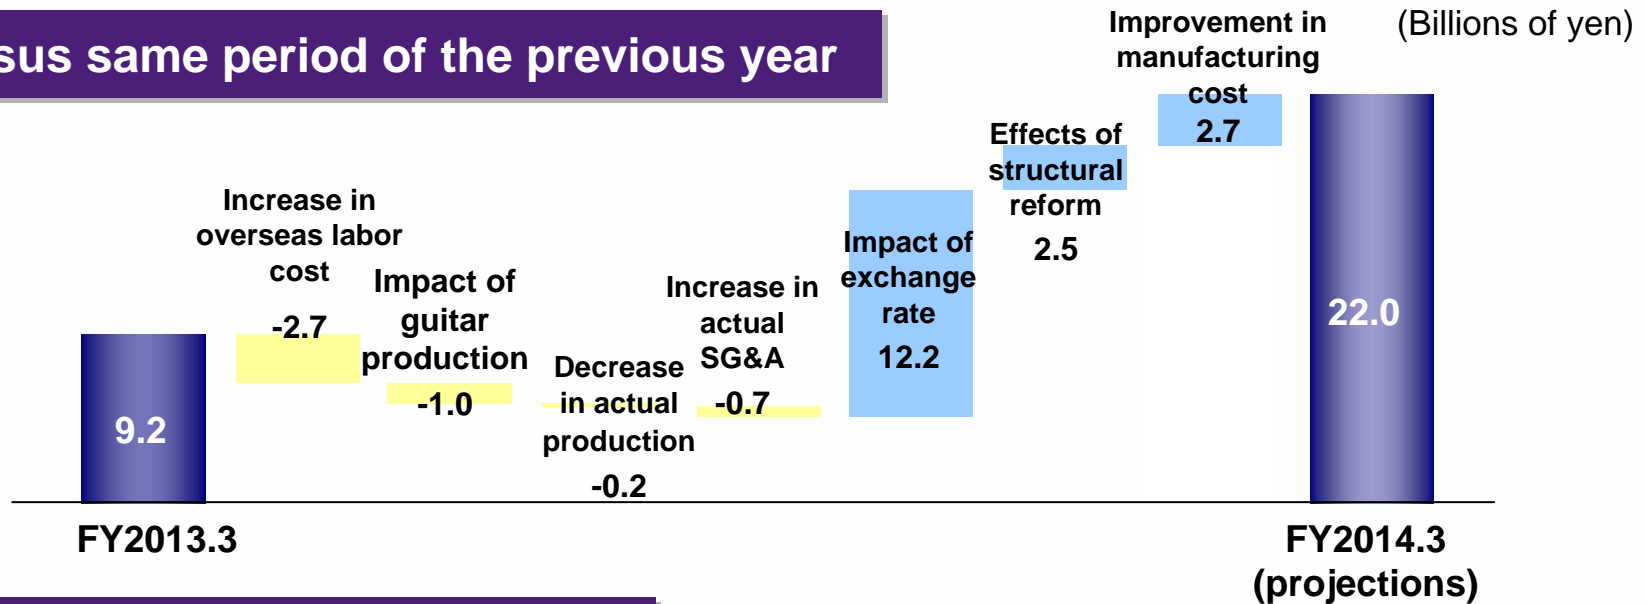 sus same period of the previous year
(Billions of yen)
Increase in
overseas labor
cost
-2.7
Impact of
guitar
production
-1.0
Decrease
in actual
production
-0.2
Increase in
actual
SG&A
-0.7
Impact of
exchange
rate
12.2
Effects of
structural
reform
2.5
Improvement in
manufacturing
cost
2.7
9.2
22.0
FY2013.3
FY2014.3
(projections)